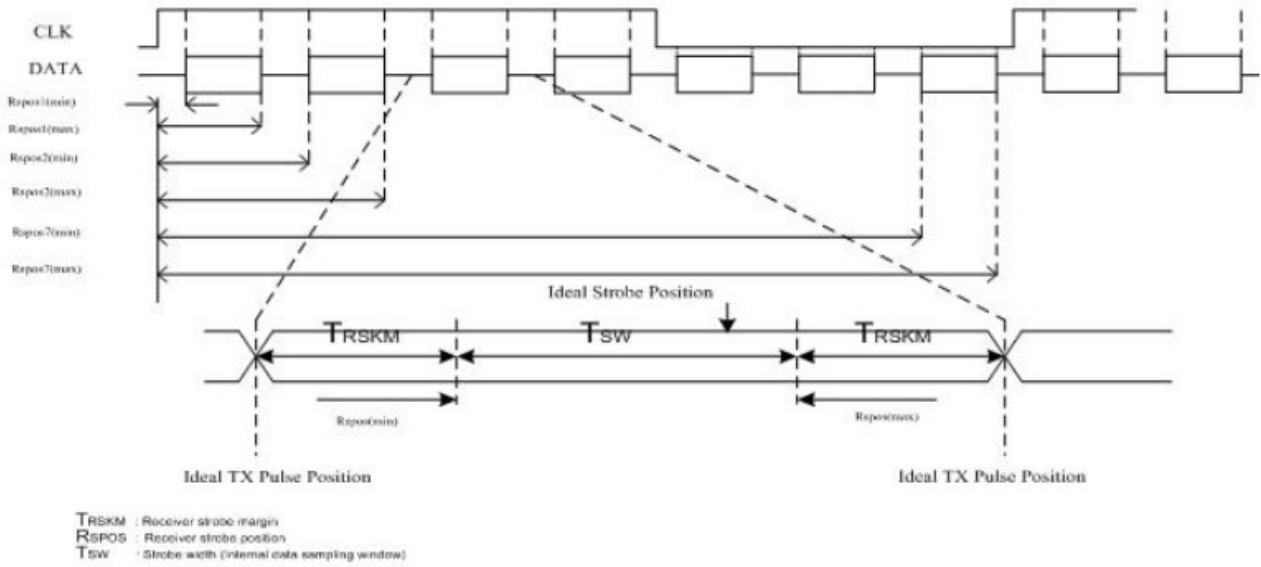 CLK
DATA
Rspos1(min)
Rspos1(max)
Rspos2(min)
Rspos2(max)
Rspos7(min)
Rspos7(max)
Ideal Strobe Position
TRSKM TSW TRSKM
Rspos(min) Rspos(max)
Ideal TX Pulse Position Ideal TX Pulse Position
TRSKM : Receiver strobe margin
RSPOS : Receiver strobe position
TSW : Strobe width (Internal data sampling window)